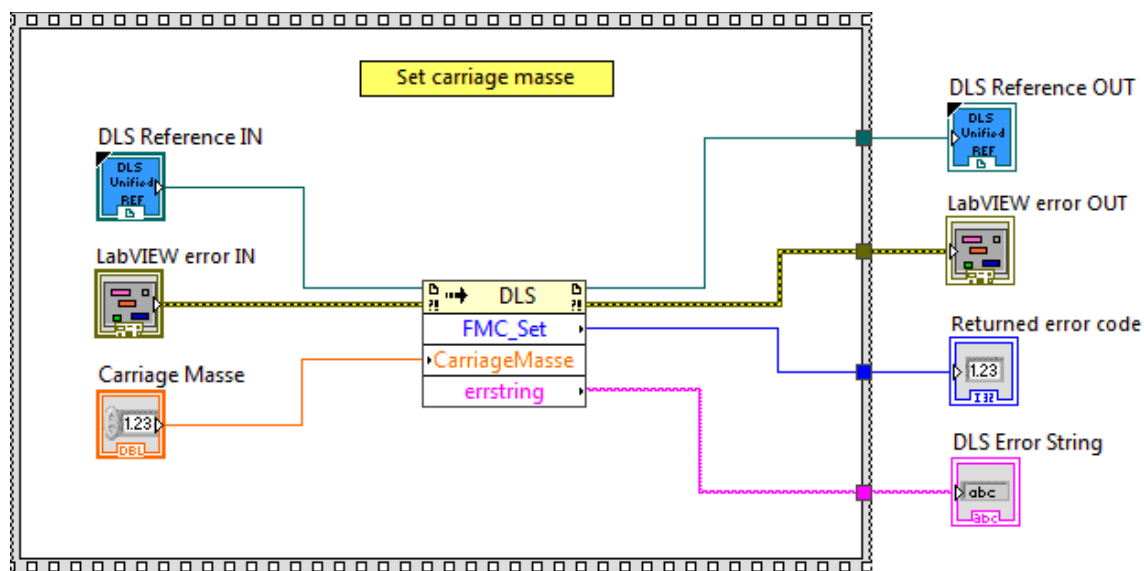 Set carriage masse
DLS Reference IN
DLS
Unified
REF
LabVIEW error IN
Carriage Masse
1.23
DBL
DLS
FMC_Set
CarriageMasse
errstring
DLS Reference OUT
DLS
Unified
REF
LabVIEW error OUT
Returned error code
1.23
I32
DLS Error String
abc
abc